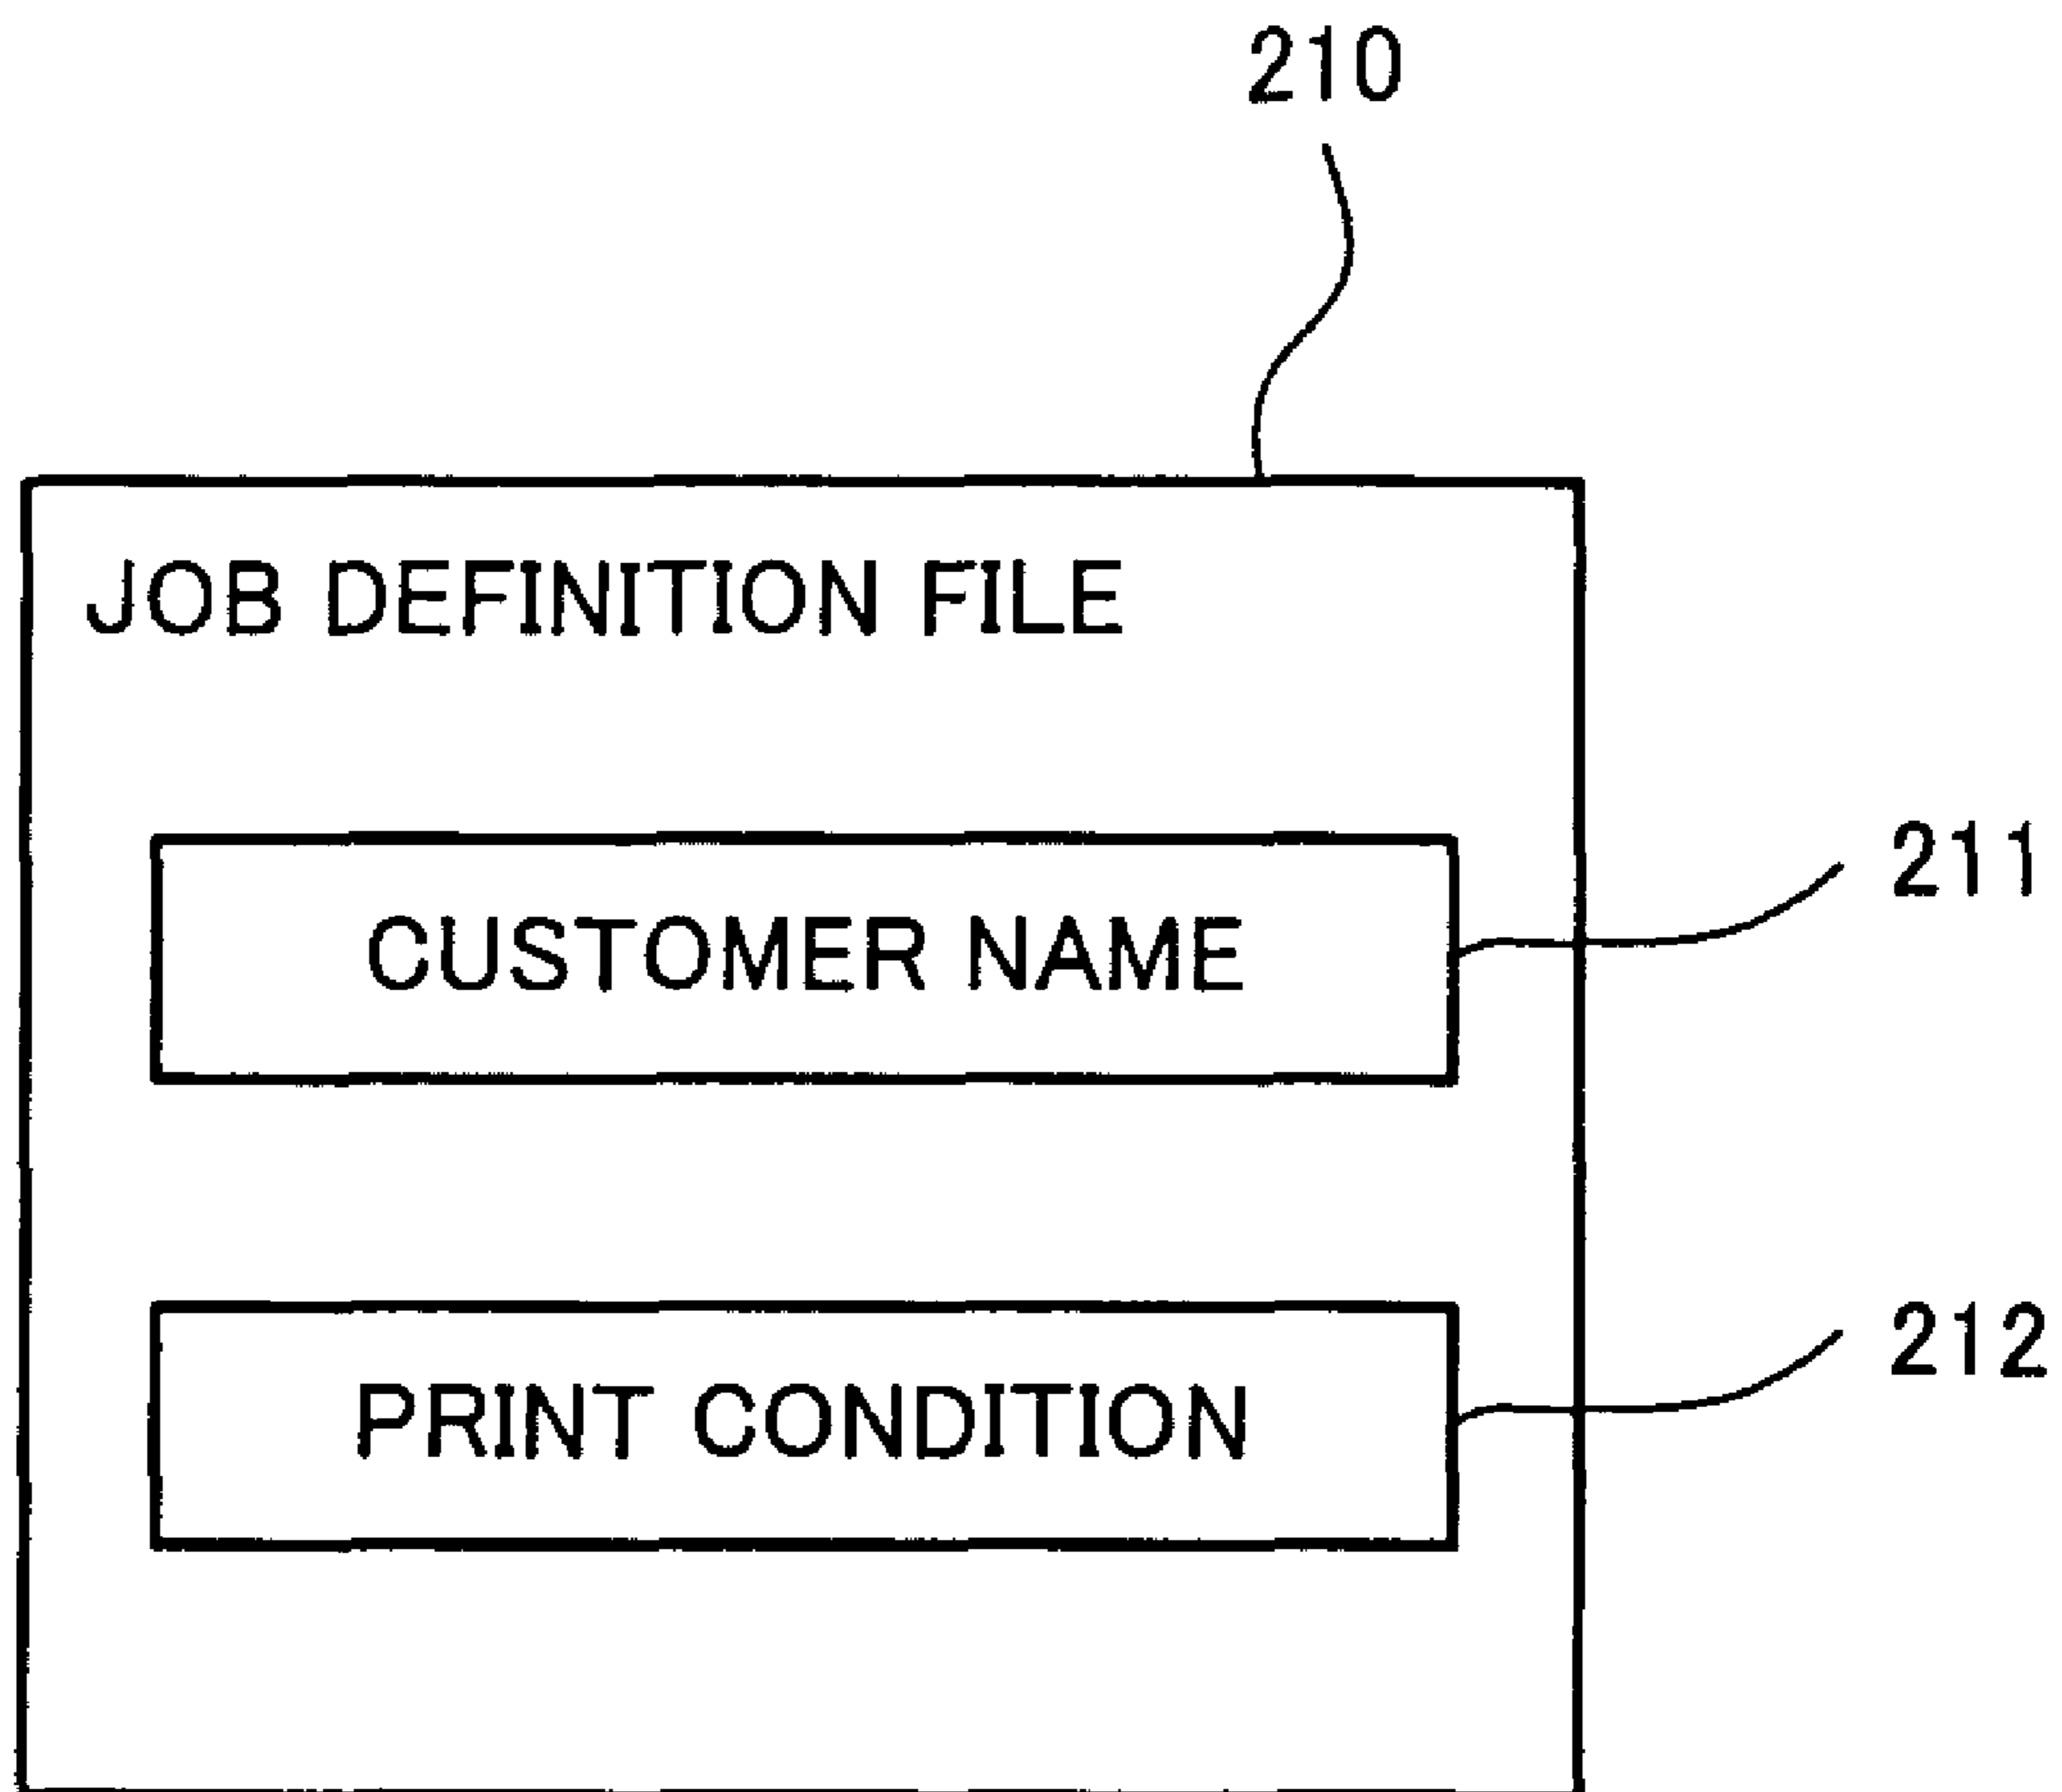 210
JOB DEFINITION FILE
211
CUSTOMER NAME
212
PRINT CONDITION